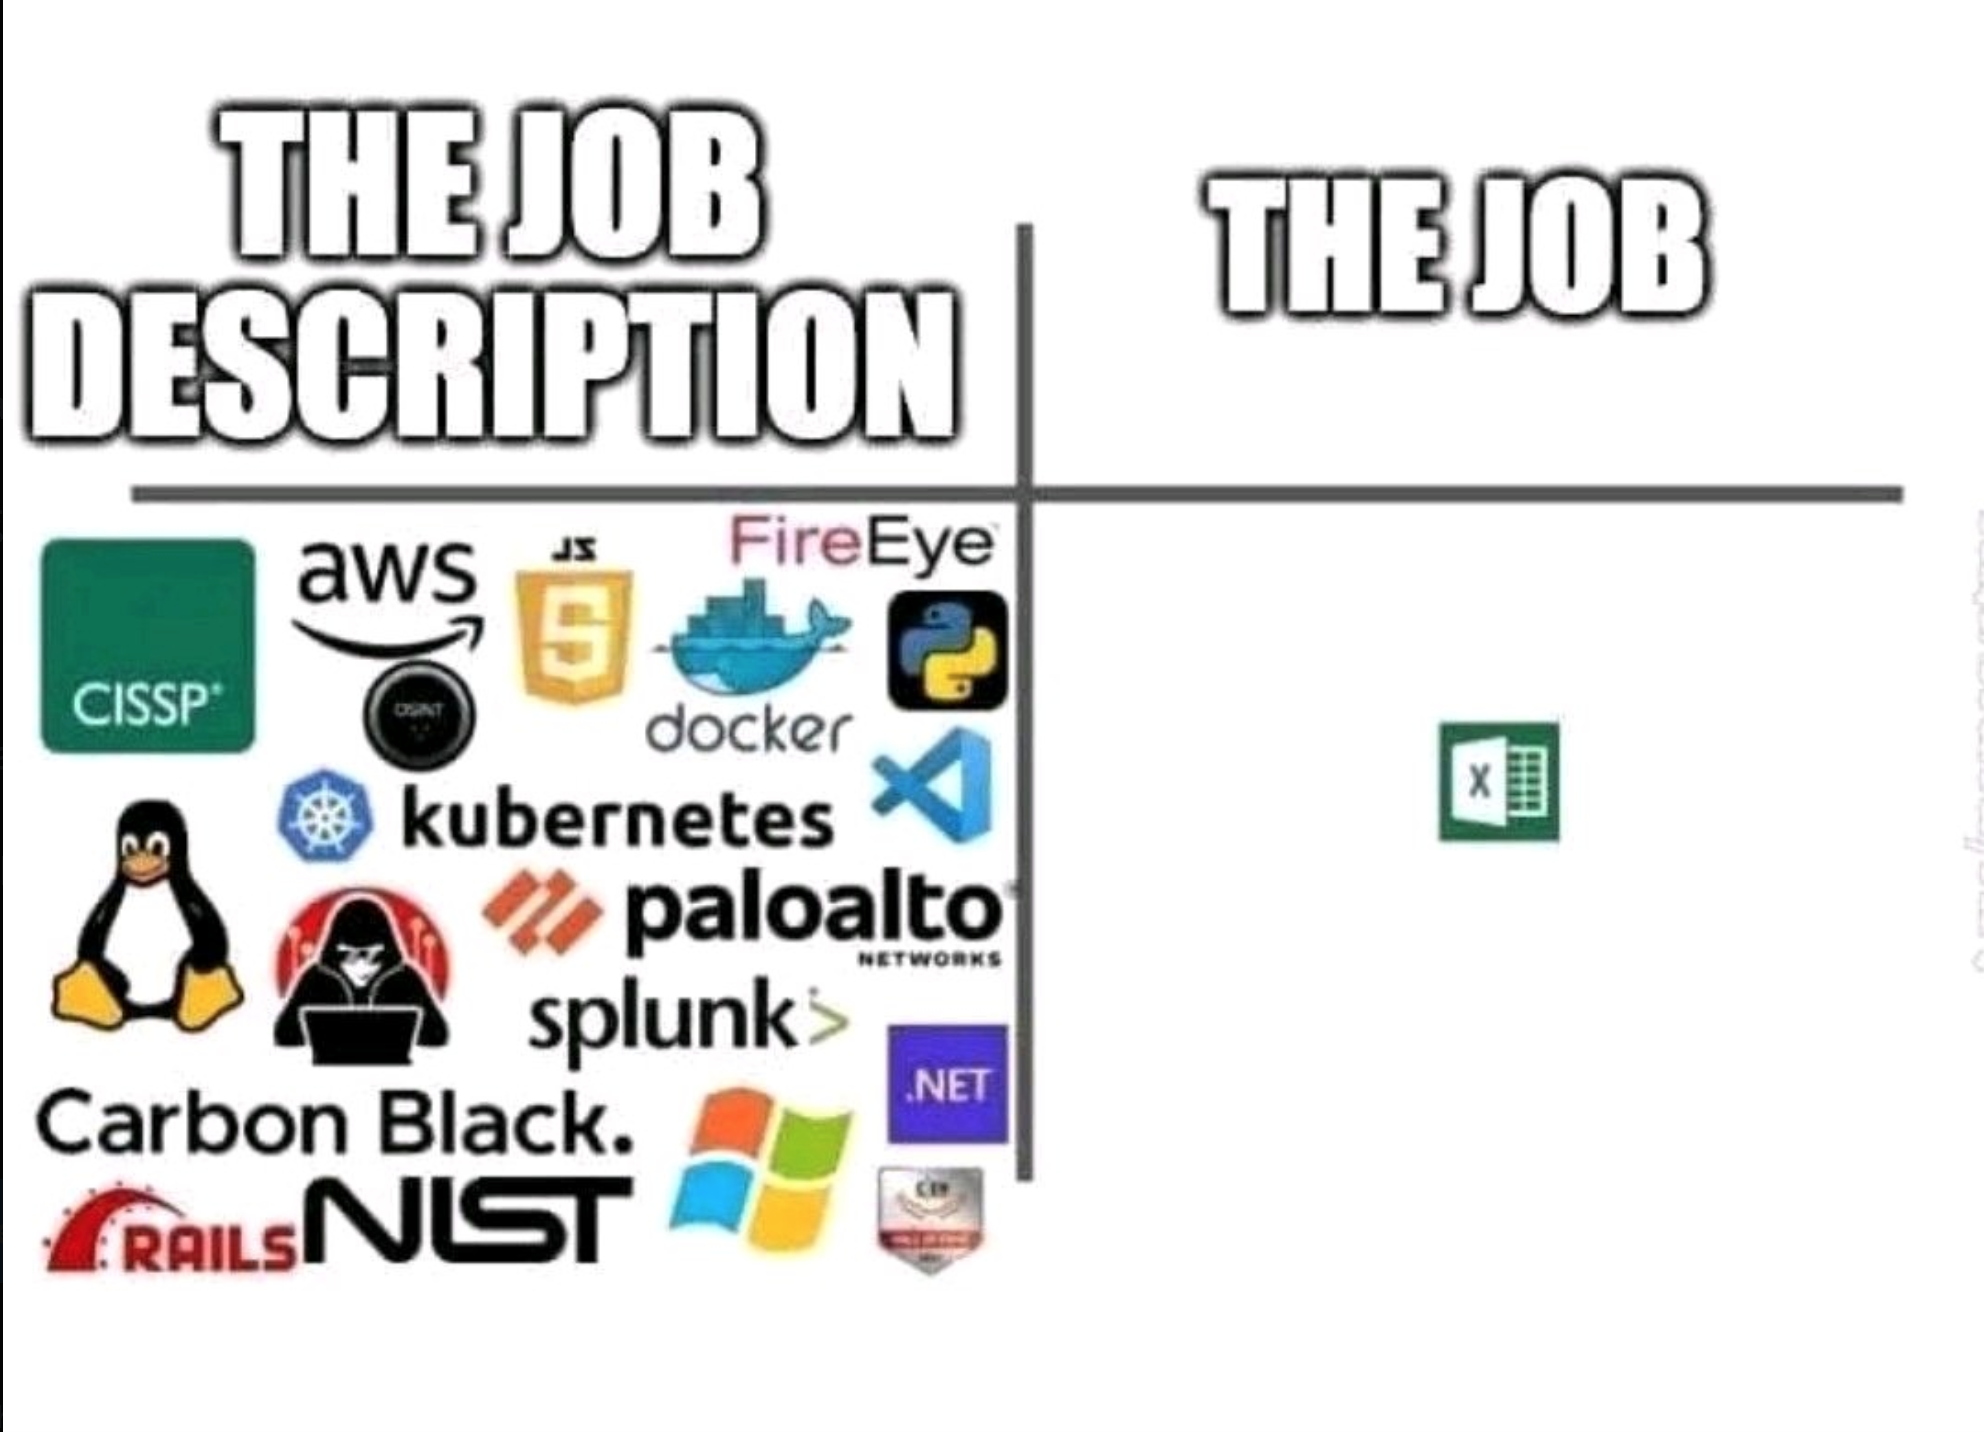 THE JOB
DESCRIPTION
THE JOB
FireEye
aws
JS
CISSP®
OSINT
docker
kubernetes
X
paloalto
NETWORKS
splunk>
.NET
Carbon Black.
RAILS
NIST